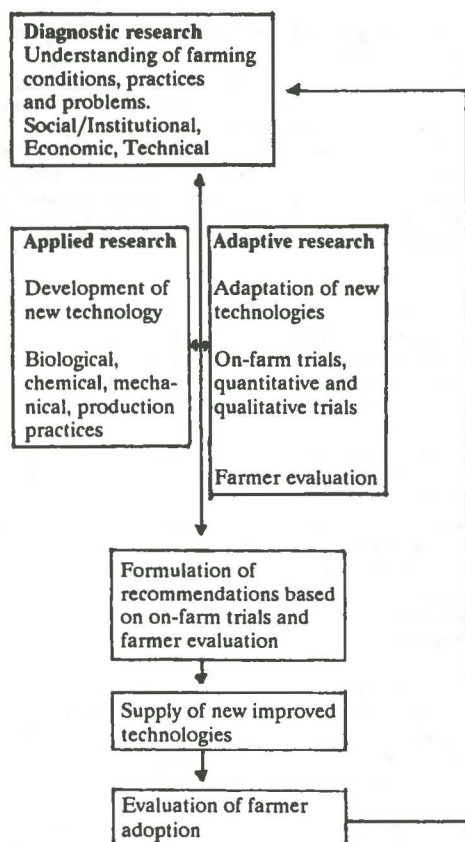 Diagnostic research
Understanding of farming
conditions, practices
and problems.
Social/Institutional,
Economic, Technical
Applied research
Development of
new technology
Biological,
chemical, mecha-
nical, production
practices
Adaptive research
Adaptation of new
technologies
On-farm trials,
quantitative and
qualitative trials
Farmer evaluation
Formulation of
recommendations based
on on-farm trials and
farmer evaluation
Supply of new improved
technologies
Evaluation of farmer
adoption